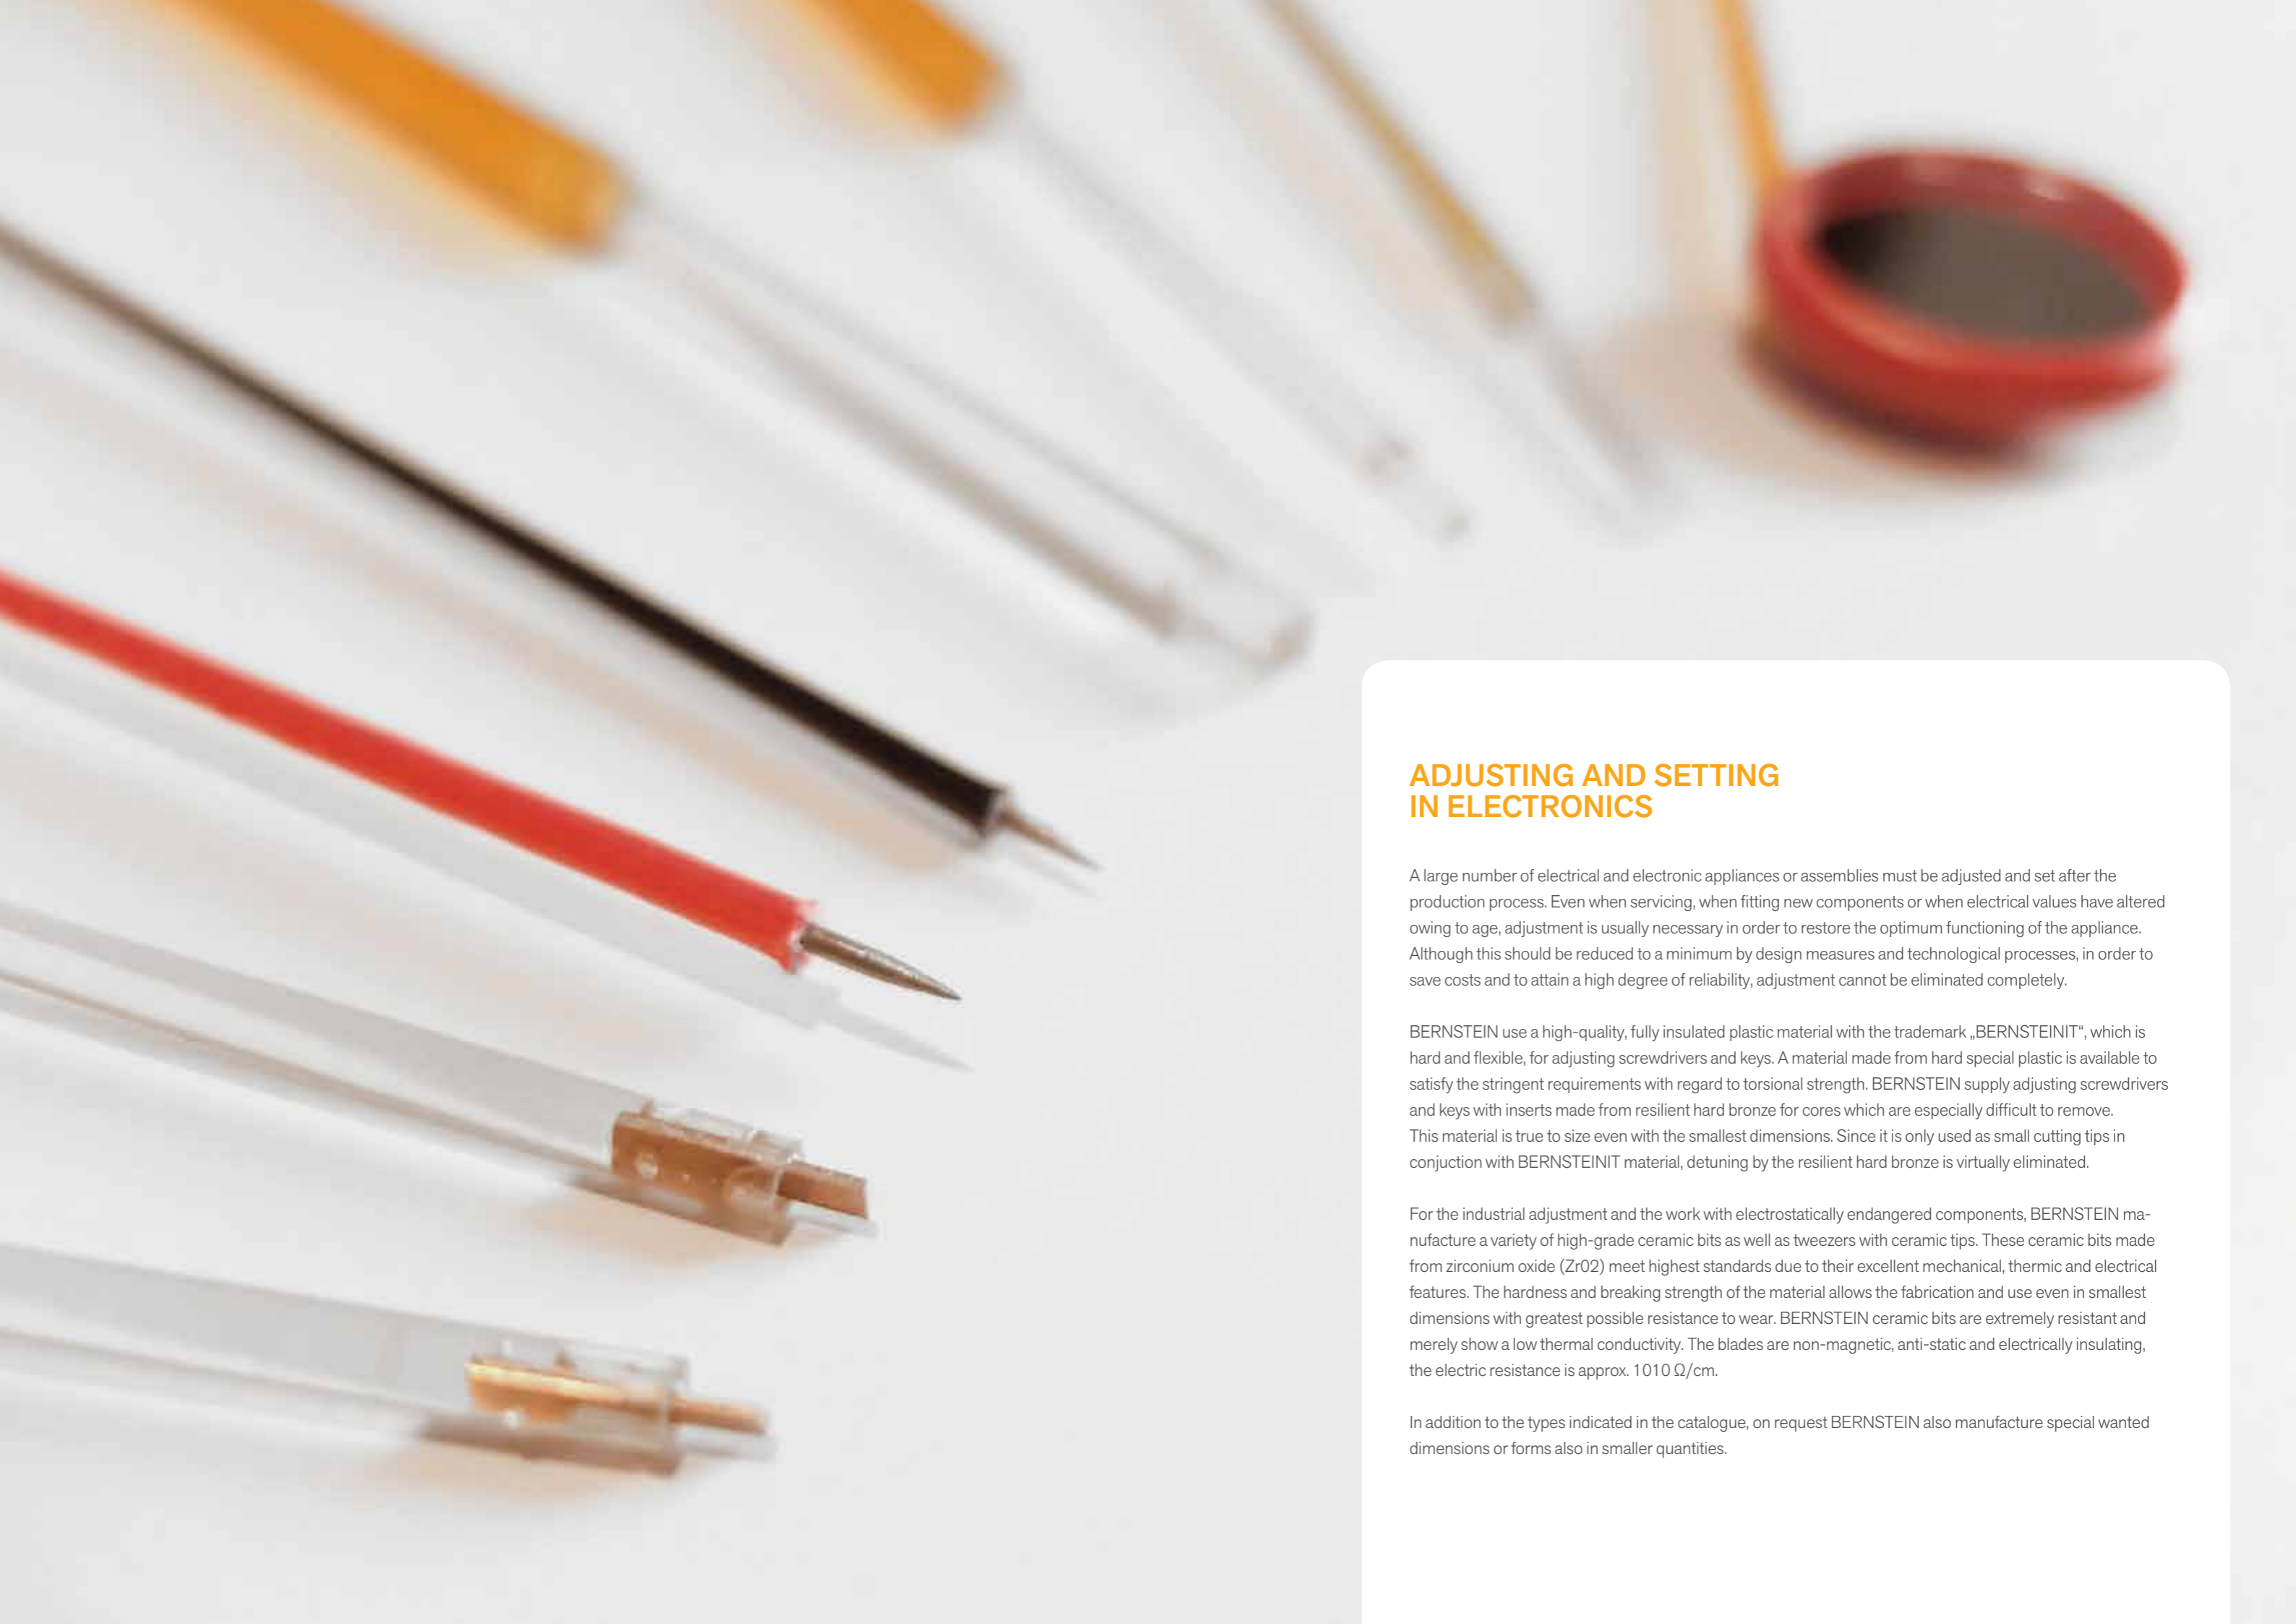 ADJUSTING AND SETTING
IN ELECTRONICS
A large number of electrical and electronic appliances or assemblies must be adjusted and set after the
production process. Even when servicing, when fitting new components or when electrical values have altered
owing to age, adjustment is usually necessary in order to restore the optimum functioning of the appliance.
Although this should be reduced to a minimum by design measures and technological processes, in order to
save costs and to attain a high degree of reliability, adjustment cannot be eliminated completely.
BERNSTEIN use a high-quality, fully insulated plastic material with the trademark „BERNSTEINIT“, which is
hard and flexible, for adjusting screwdrivers and keys. A material made from hard special plastic is available to
satisfy the stringent requirements with regard to torsional strength. BERNSTEIN supply adjusting screwdrivers
and keys with inserts made from resilient hard bronze for cores which are especially difficult to remove.
This material is true to size even with the smallest dimensions. Since it is only used as small cutting tips in
conjuction with BERNSTEINIT material, detuning by the resilient hard bronze is virtually eliminated.
For the industrial adjustment and the work with electrostatically endangered components, BERNSTEIN ma-
nufacture a variety of high-grade ceramic bits as well as tweezers with ceramic tips. These ceramic bits made
from zirconium oxide (Zr02) meet highest standards due to their excellent mechanical, thermic and electrical
features. The hardness and breaking strength of the material allows the fabrication and use even in smallest
dimensions with greatest possible resistance to wear. BERNSTEIN ceramic bits are extremely resistant and
merely show a low thermal conductivity. The blades are non-magnetic, anti-static and electrically insulating,
the electric resistance is approx. 1010 Ω/cm.
In addition to the types indicated in the catalogue, on request BERNSTEIN also manufacture special wanted
dimensions or forms also in smaller quantities.